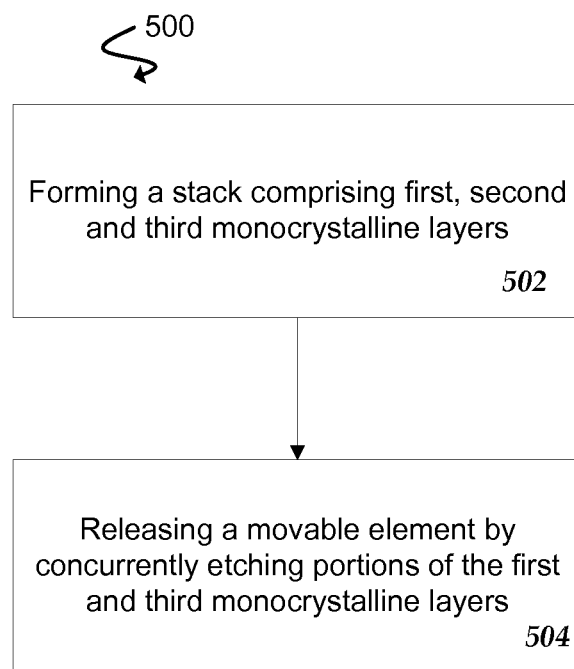 500
Forming a stack comprising first, second
and third monocrystalline layers
502
Releasing a movable element by
concurrently etching portions of the first
and third monocrystalline layers
504